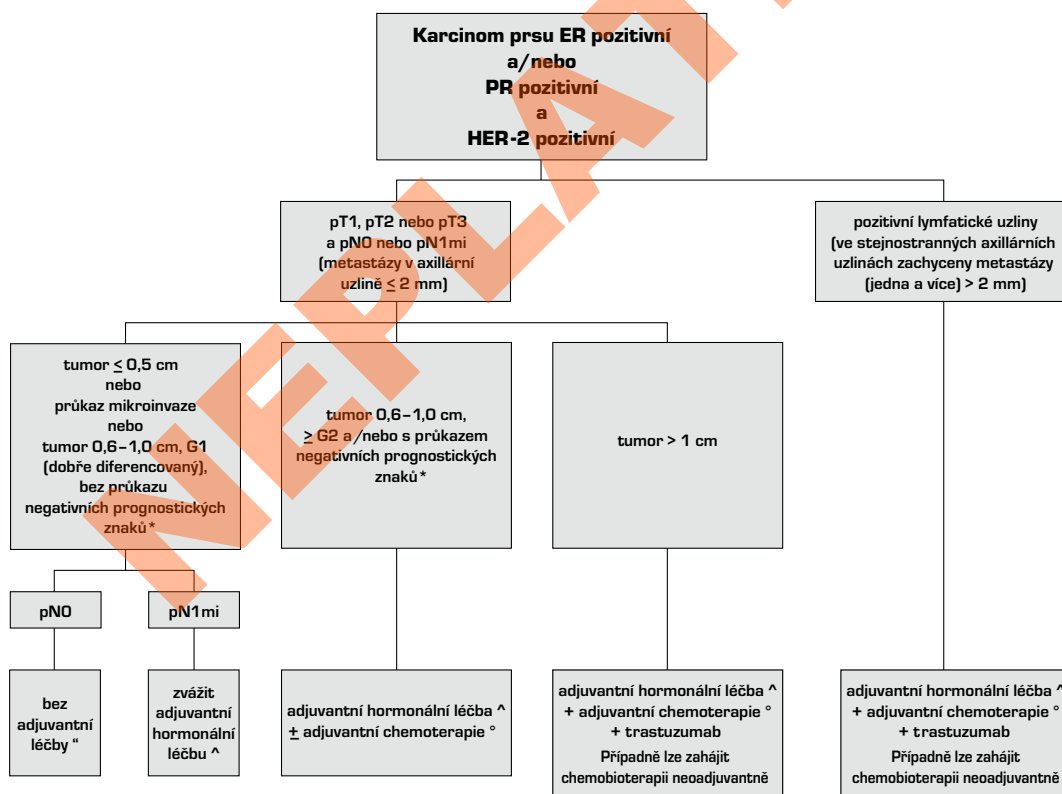 Karcinom prsu ER pozitivní
a/nebo
PR pozitivní
a
HER-2 pozitivní
pT1, pT2 nebo pT3
a pN0 nebo pN1mi
(metastázy v axillární
uzlině ≤ 2 mm)
pozitivní lymfatické uzliny
(ve stejnostranných axillárních
uzlinách zachyceny metastázy
(jedna a více) > 2 mm)
tumor ≤ 0,5 cm
nebo
průkaz mikroinvaze
nebo
tumor 0,6–1,0 cm, G1
(dobře diferencovaný),
bez průkazu
negativních prognostických
znaků*
tumor 0,6–1,0 cm,
≥ G2 a/nebo s průkazem
negativních prognostických
znaků*
tumor > 1 cm
pN0
pN1mi
bez
adjuvantní
léčby “
zvážit
adjuvantní
hormonální
léčbu ^
adjuvantní hormonální léčba ^
± adjuvantní chemoterapie °
adjuvantní hormonální léčba ^
+ adjuvantní chemoterapie °
+ trastuzumab
Případně lze zahájit
chemobioterapii neoadjuvantně
adjuvantní hormonální léčba ^
+ adjuvantní chemoterapie °
+ trastuzumab
Případně lze zahájit
chemobioterapii neoadjuvantně
NEPLAT